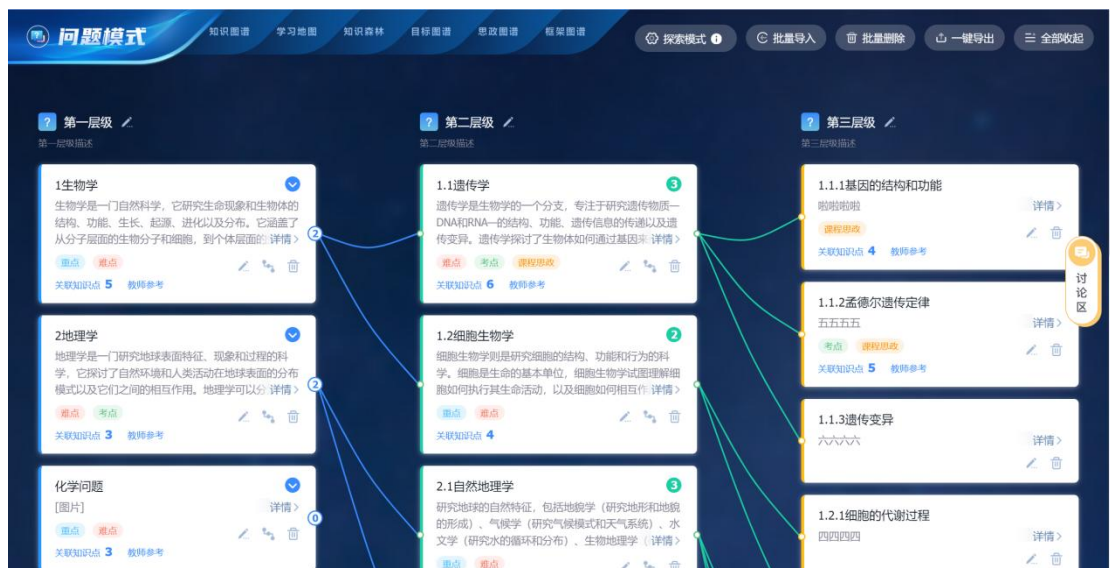 问题模式
知识图谱 学习地图 知识森林 目标图谱 思政图谱 框架图谱
探索模式 批量导入 批量删除 一键导出 全部收起
第一层级
第一层级描述
1生物学
生物学是一门自然科学，它研究生命现象和生物体的
结构、功能、生长、起源、进化以及分布。它涵盖了
从分子层面的生物分子和细胞，到个体层面的 详情>
2
重点 难点
关联知识点 5 教师参考
2地理学
地理学是一门研究地球表面特征、现象和过程的科
学，它探讨了自然环境和人类活动在地球表面的分布
模式以及它们之间的相互作用。地理学可以分 详情>
2
难点 考点
关联知识点 3 教师参考
化学问题
[图片] 详情>
0
重点 难点
关联知识点 3 教师参考
第二层级
第二层级描述
1.1遗传学 3
遗传学是生物学的一个分支，专注于研究遗传物质—
DNA和RNA—的结构、功能、遗传信息的传递以及遗
传变异。遗传学探讨了生物体如何通过基因来 详情>
难点 考点 课程思政
关联知识点 6 教师参考
1.2细胞生物学 2
细胞生物学则是研究细胞的结构、功能和行为的科
学。细胞是生命的基本单位，细胞生物学试图理解细
胞如何执行其生命活动，以及细胞如何相互作 详情>
重点 难点
关联知识点 4
2.1自然地理学 3
研究地球的自然特征，包括地貌学（研究地形和地貌
的形成）、气候学（研究气候模式和天气系统）、水
文学（研究水的循环和分布）、生物地理学 详情>
重点 难点
第三层级
第三层级描述
1.1.1基因的结构和功能
啦啦啦啦 详情>
课程思政
关联知识点 4 教师参考
1.1.2孟德尔遗传定律
五五五五 详情>
考点 课程思政
关联知识点 5 教师参考
1.1.3遗传变异
六六六六 详情>
1.2.1细胞的代谢过程
四四四四 详情>
讨论区